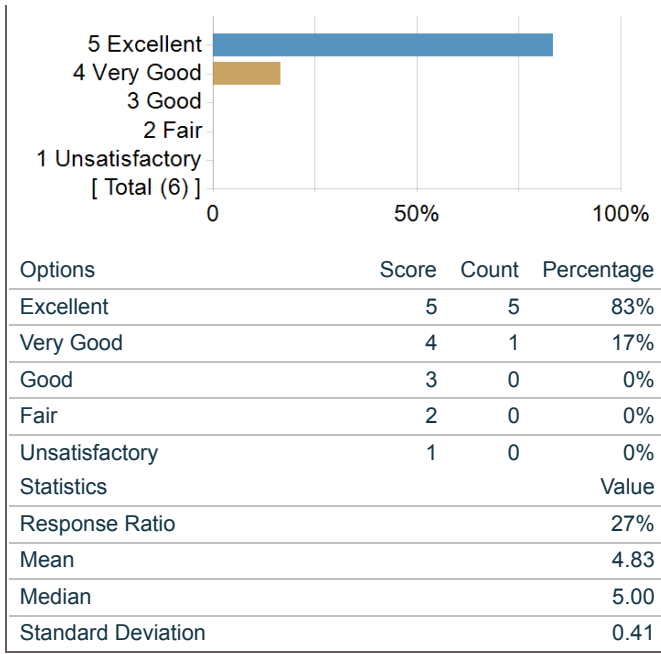 5 Excellent
4 Very Good
3 Good
2 Fair
1 Unsatisfactory
[ Total (6) ]
0 50% 100%
Options Score Count Percentage
Excellent 5 5 83%
Very Good 4 1 17%
Good 3 0 0%
Fair 2 0 0%
Unsatisfactory 1 0 0%
Statistics Value
Response Ratio 27%
Mean 4.83
Median 5.00
Standard Deviation 0.41